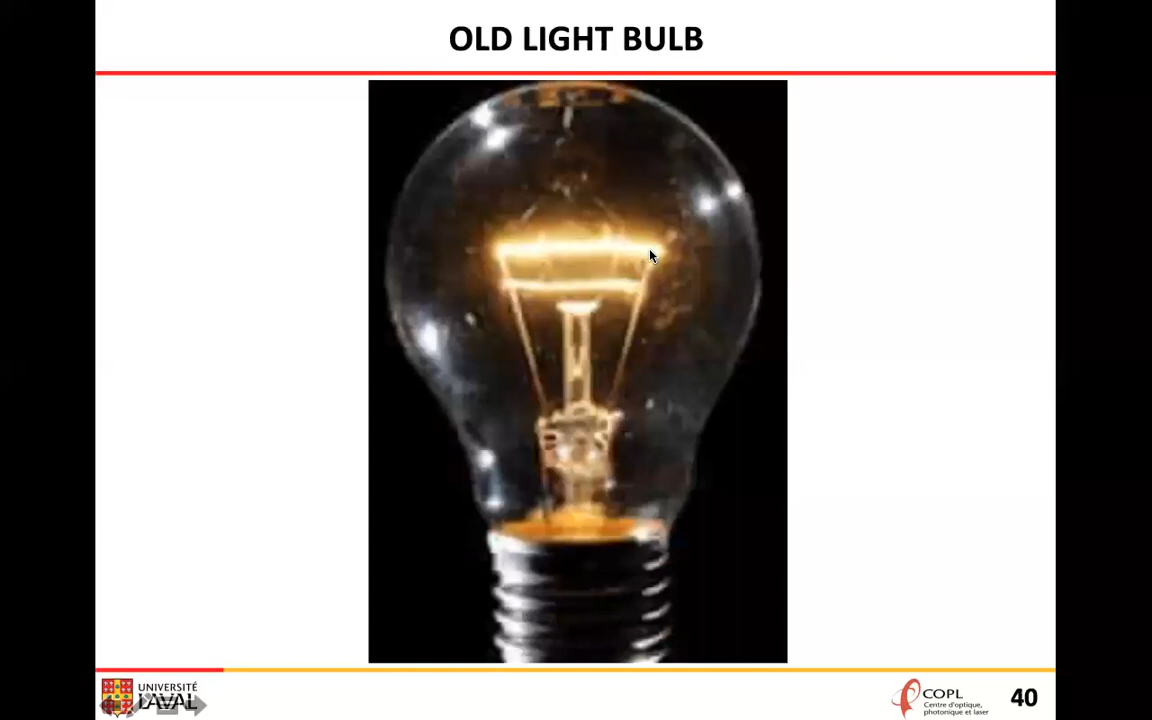 OLD LIGHT BULB
UNIVERSITÉ
LAVAL
COPL
Centre d'optique,
photonique et laser
40